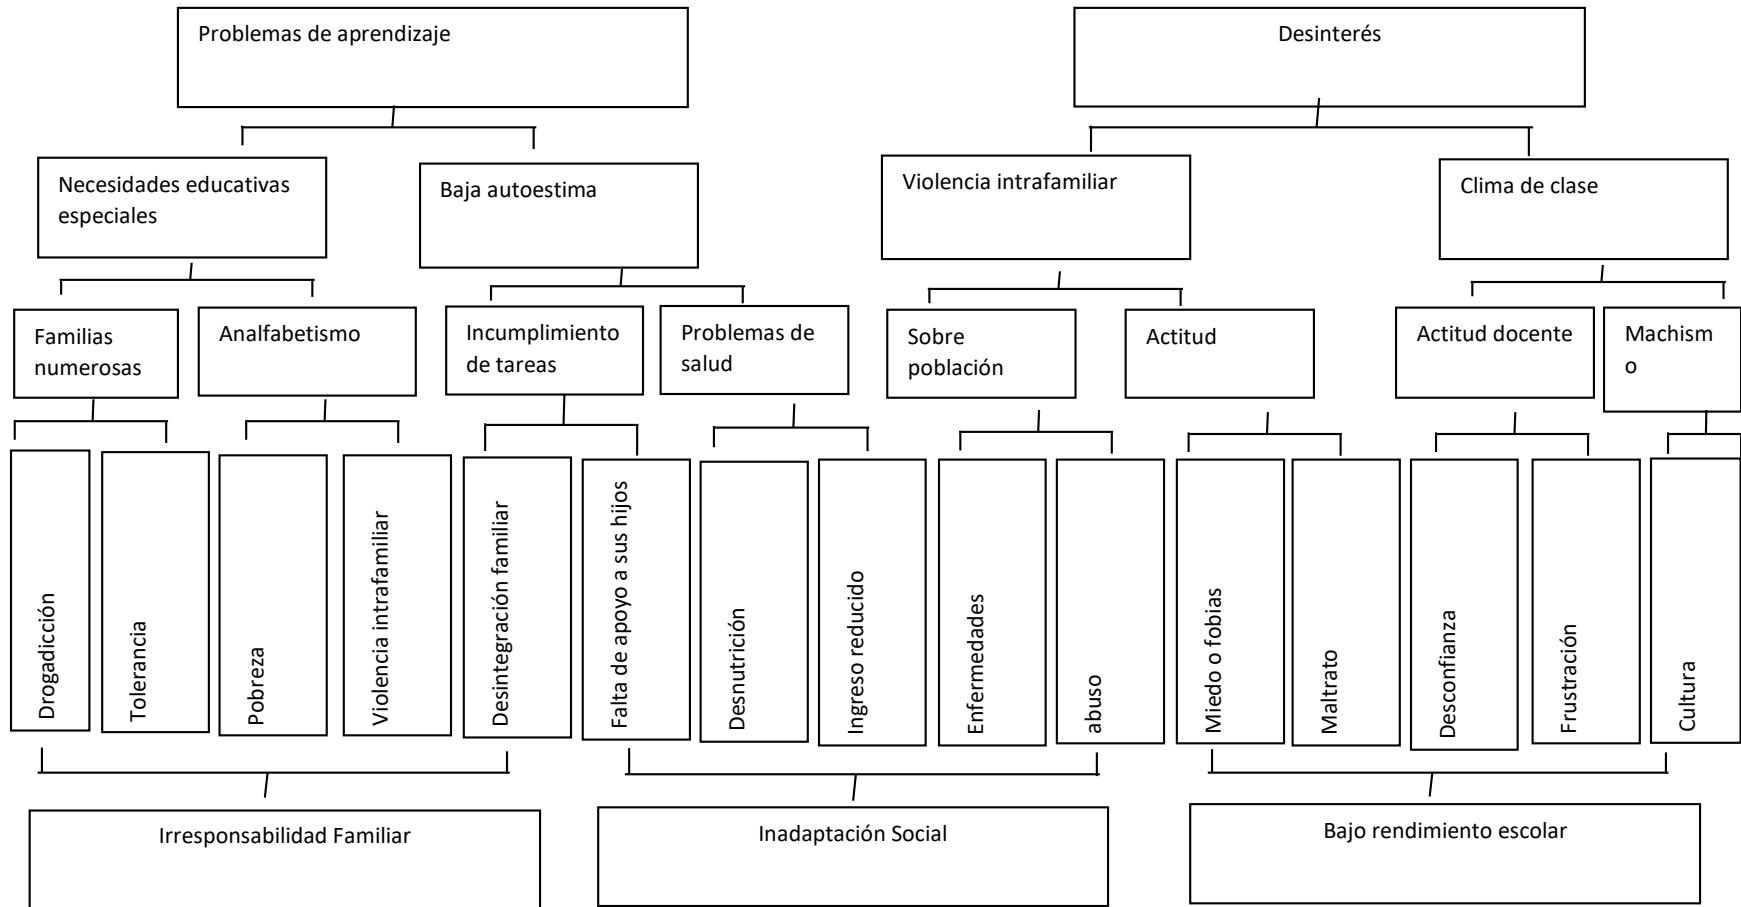 Problemas de aprendizaje
Desinterés
Necesidades educativas
especiales
Baja autoestima
Violencia intrafamiliar
Clima de clase
Familias
numerosas
Analfabetismo
Incumplimiento
de tareas
Problemas de
salud
Sobre
población
Actitud
Actitud docente
Machism
o
Drogadicción
Tolerancia
Pobreza
Violencia intrafamiliar
Desintegración familiar
Falta de apoyo a sus hijos
Desnutrición
Ingreso reducido
Enfermedades
abuso
Miedo o fobias
Maltrato
Desconfianza
Frustración
Cultura
Irresponsabilidad Familiar
Inadaptación Social
Bajo rendimiento escolar